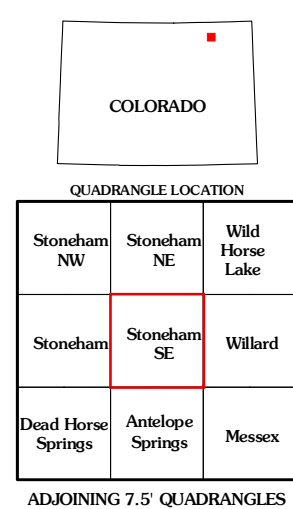 COLORADO
QUADRANGLE LOCATION
Stoneham
NW
Stoneham
NE
Wild
Horse
Lake
Stoneham
Stoneham
SE
Willard
Dead Horse
Springs
Antelope
Springs
Messex
ADJOINING 7.5' QUADRANGLES